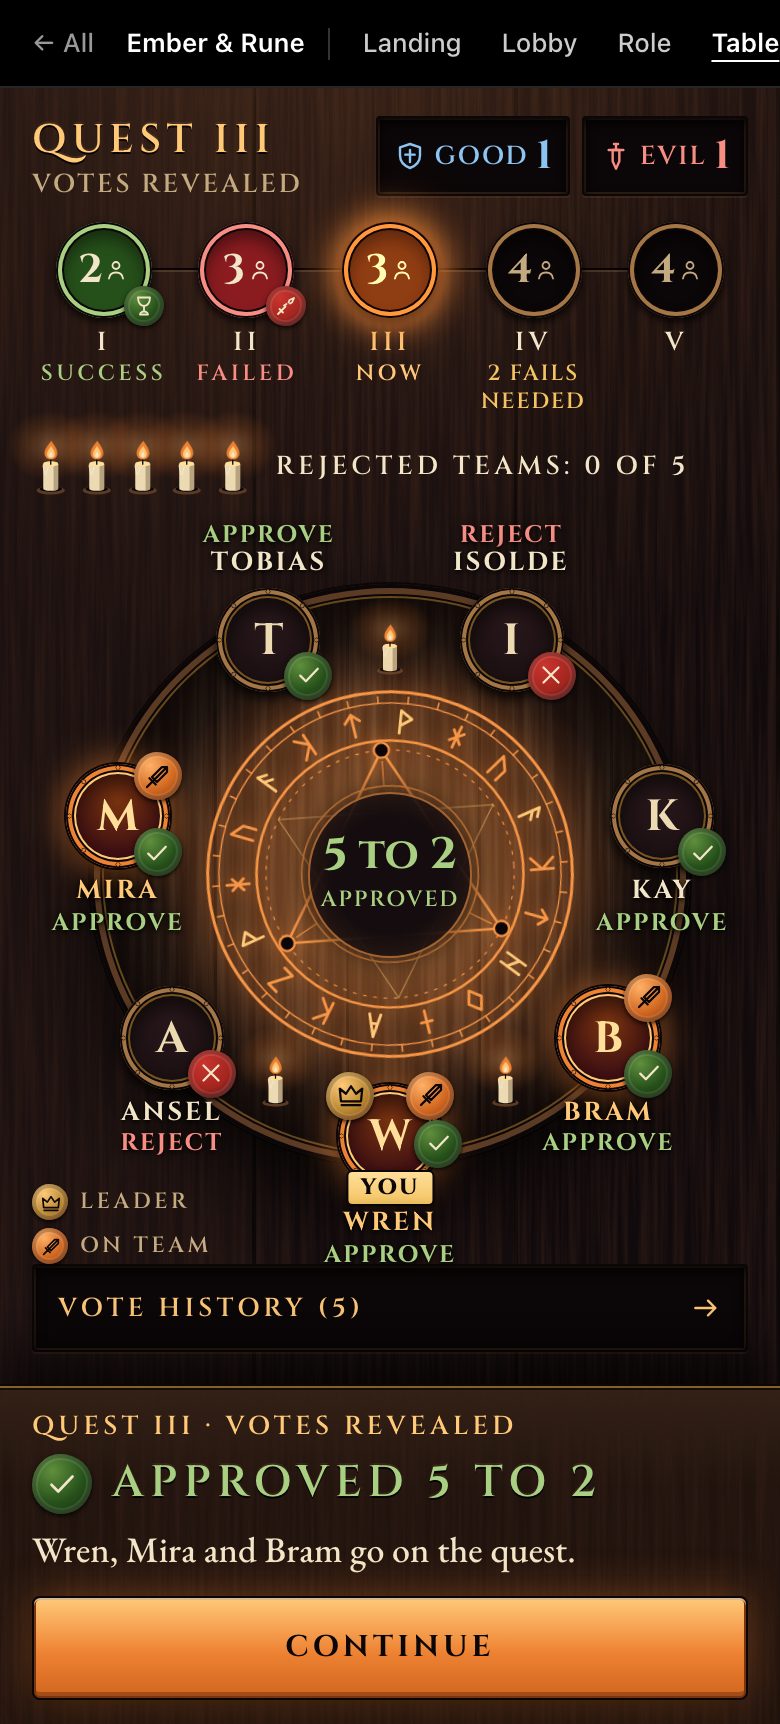 ← All Ember & Rune Landing Lobby Role Table
QUEST III
VOTES REVEALED
GOOD 1
EVIL 1
2 3 3 4 4
I II III IV V
SUCCESS FAILED NOW 2 FAILS
NEEDED
REJECTED TEAMS: 0 OF 5
APPROVE REJECT
TOBIAS ISOLDE
T I
M K
5 TO 2
APPROVED
MIRA KAY
APPROVE APPROVE
A B
ANSEL BRAM
REJECT APPROVE
W
YOU
WREN
APPROVE
LEADER
ON TEAM
VOTE HISTORY (5) →
QUEST III · VOTES REVEALED
APPROVED 5 TO 2
Wren, Mira and Bram go on the quest.
CONTINUE